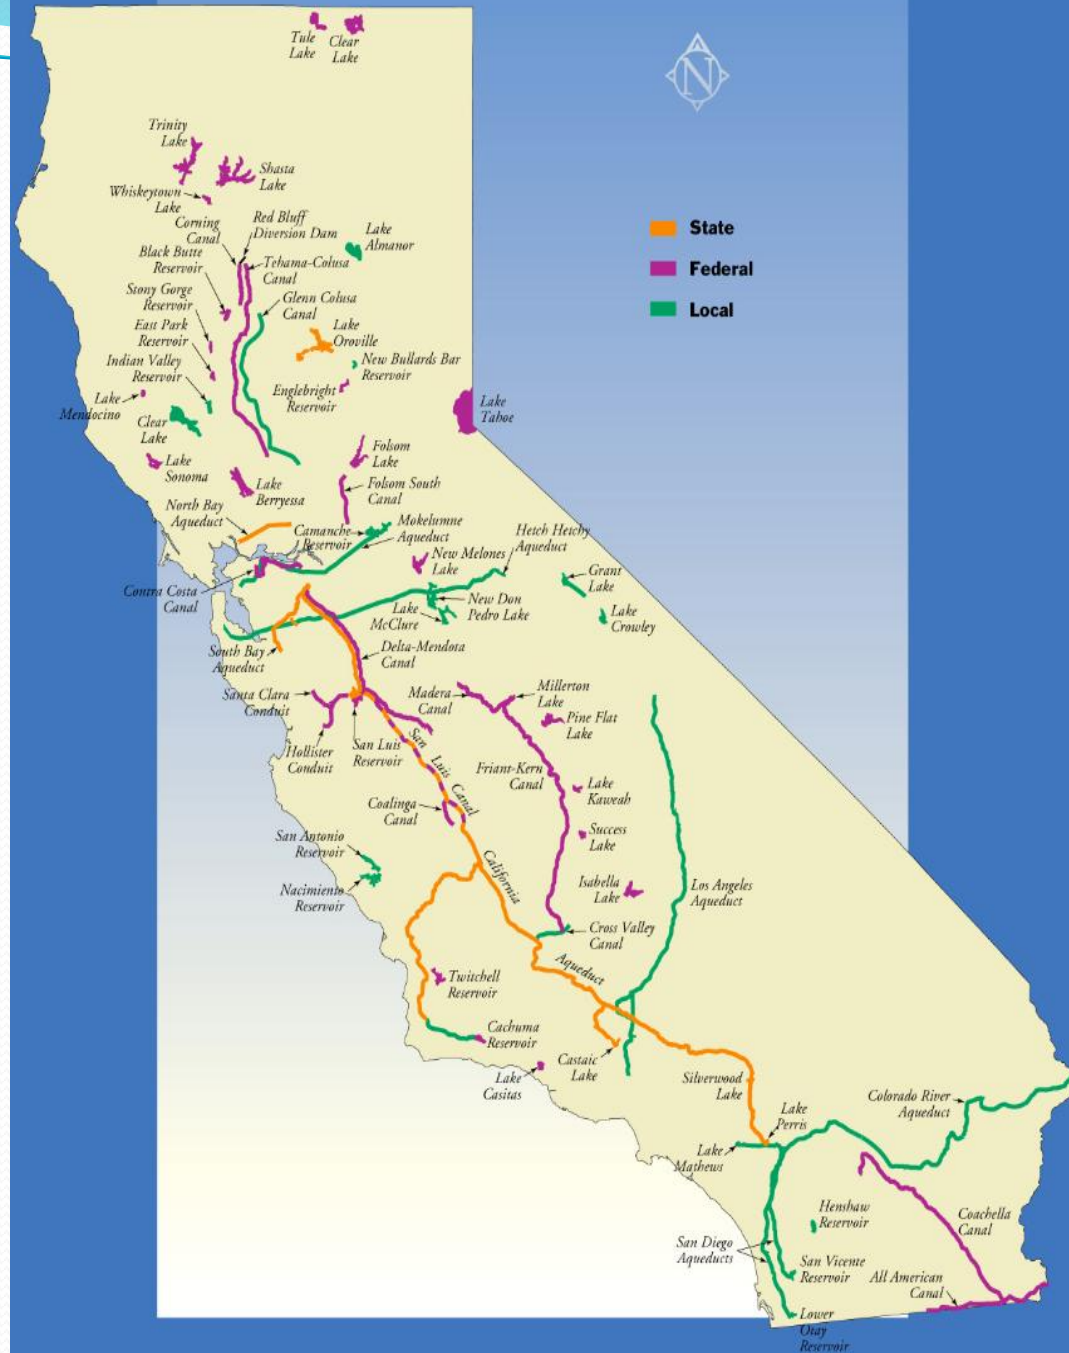 Tule
Lake
Clear
Lake
N
Trinity
Lake
Shasta
Lake
Whiskeytown
Lake
Corning
Canal
Red Bluff
Diversion Dam
Lake
Almanor
Black Butte
Reservoir
Tehama-Colusa
Canal
Stony Gorge
Reservoir
Glenn Colusa
Canal
East Park
Reservoir
Lake
Oroville
Indian Valley
Reservoir
New Bullards Bar
Reservoir
Englebright
Reservoir
Lake
Mendocino
Lake
Tahoe
Clear
Lake
State
Federal
Local
Lake
Sonoma
Folsom
Lake
Lake
Berryessa
Folsom South
Canal
North Bay
Aqueduct
Camanche
Reservoir
Mokelumne
Aqueduct
Hetch Hetchy
Aqueduct
New Melones
Lake
Grant
Lake
Contra Costa
Canal
New Don
Pedro Lake
Lake
McClure
Lake
Crowley
South Bay
Aqueduct
Delta-Mendota
Canal
Santa Clara
Conduit
Madera
Canal
Millerton
Lake
Pine Flat
Lake
Hollister
Conduit
San Luis
Reservoir
San Luis Canal
Friant-Kern
Canal
Lake
Kaweah
Coalinga
Canal
Success
Lake
San Antonio
Reservoir
Nacimiento
Reservoir
California Aqueduct
Isabella
Lake
Los Angeles
Aqueduct
Cross Valley
Canal
Twitchell
Reservoir
Cachuma
Reservoir
Lake
Casitas
Castaic
Lake
Silverwood
Lake
Lake
Perris
Colorado River
Aqueduct
Lake
Mathews
Henshaw
Reservoir
Coachella
Canal
San Diego
Aqueducts
San Vicente
Reservoir
All American
Canal
Lower
Otay
Reservoir